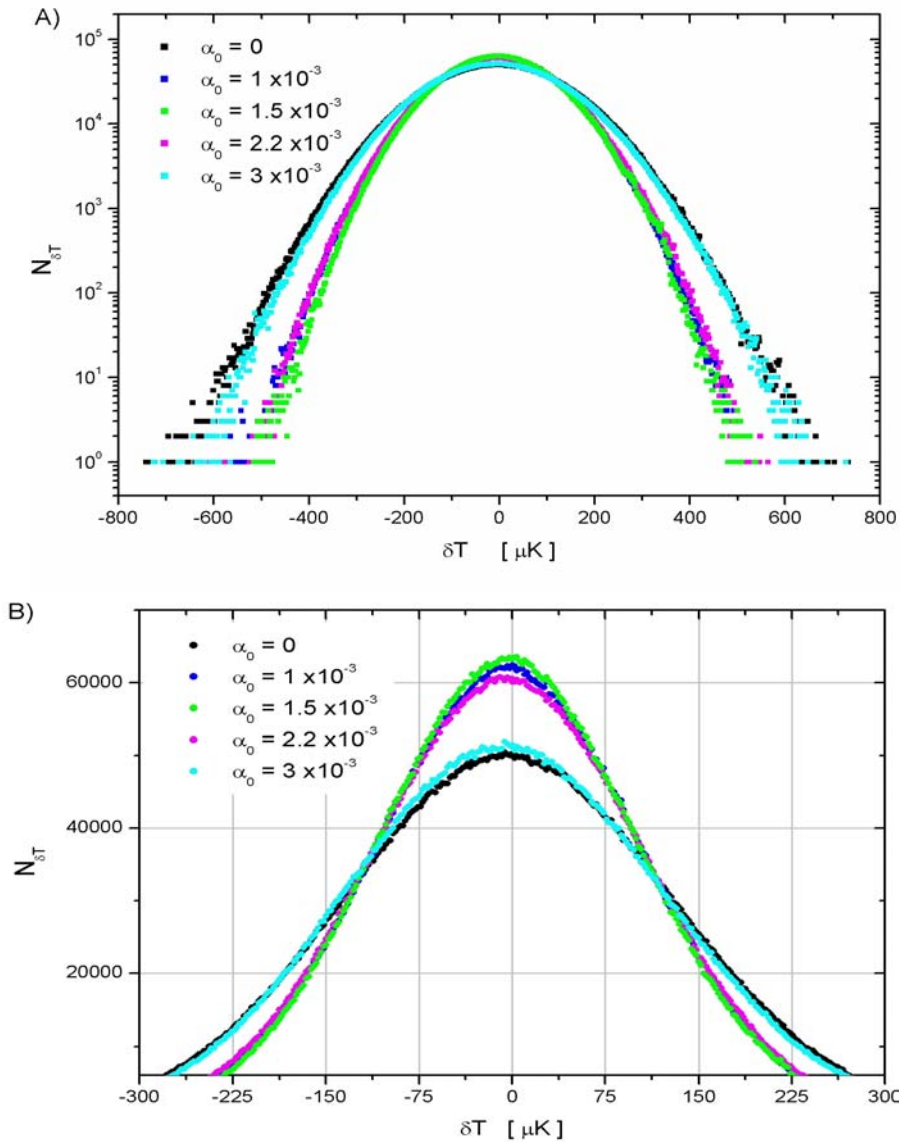 A)
α₀ = 0
α₀ = 1 x10⁻³
α₀ = 1.5 x10⁻³
α₀ = 2.2 x10⁻³
α₀ = 3 x10⁻³
10⁵
10⁴
10³
10²
10¹
10⁰
N_δT
-800 -600 -400 -200 0 200 400 600 800
δT [ μK ]
B)
α₀ = 0
α₀ = 1 x10⁻³
α₀ = 1.5 x10⁻³
α₀ = 2.2 x10⁻³
α₀ = 3 x10⁻³
60000
40000
20000
N_δT
-300 -225 -150 -75 0 75 150 225 300
δT [ μK ]